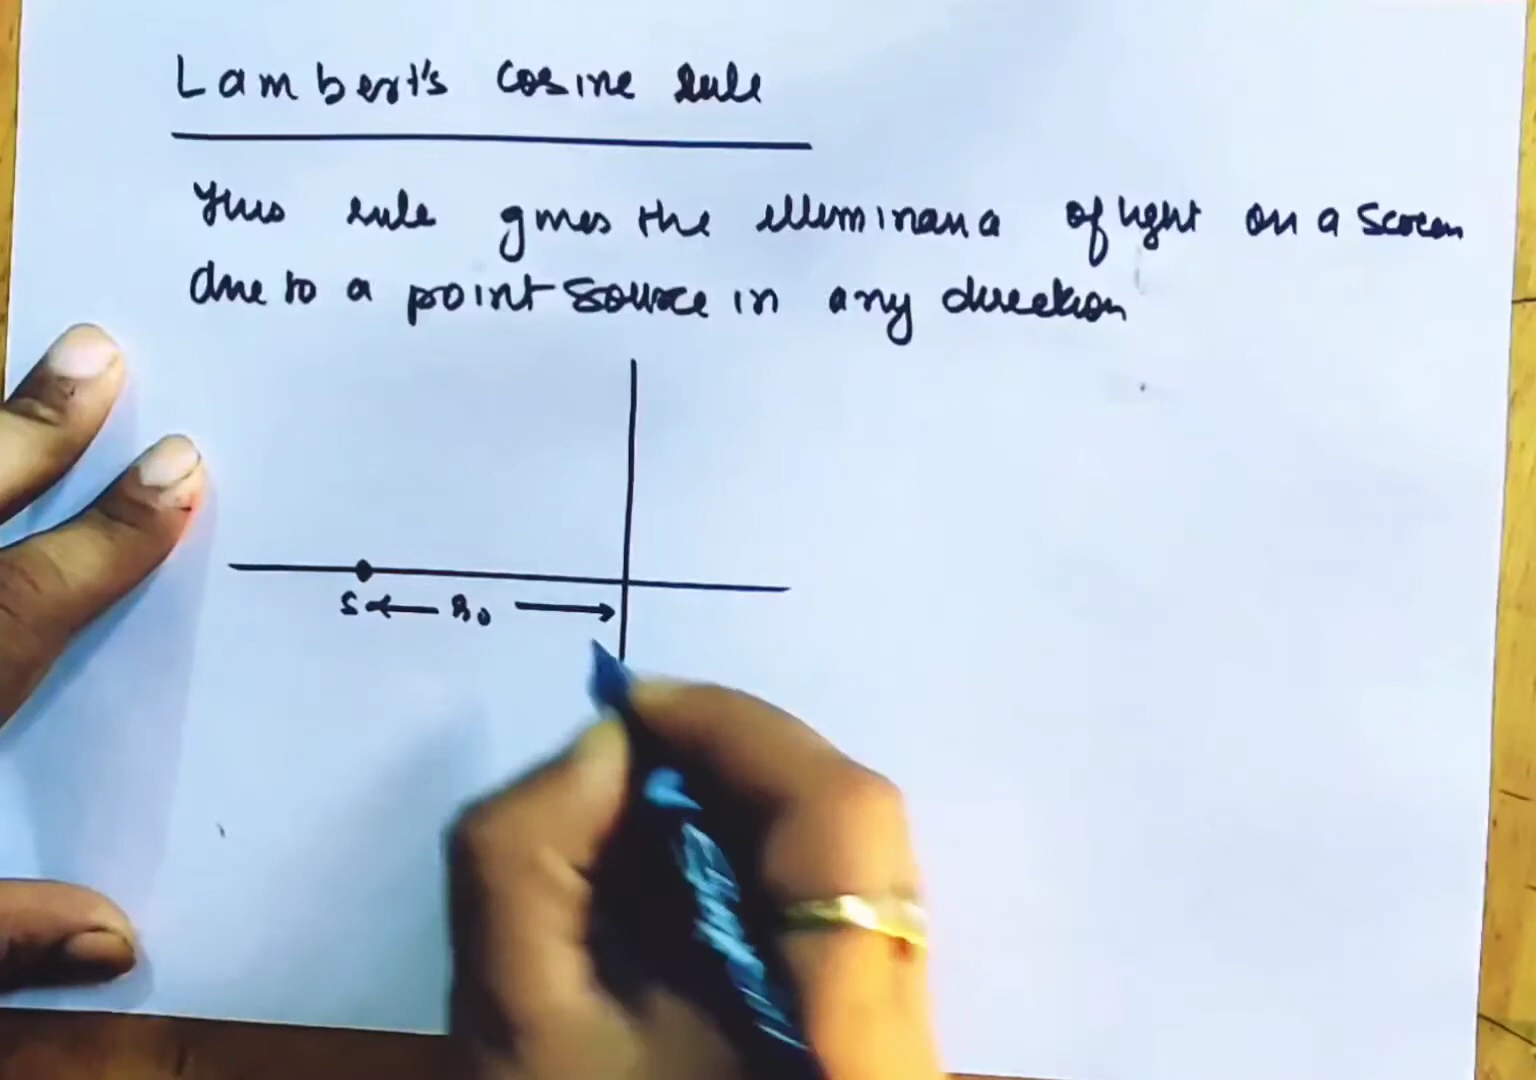 Lambert's cosine rule
This rule gives the illuminance of light on a screen
due to a point source in any direction
S ← r₀ →